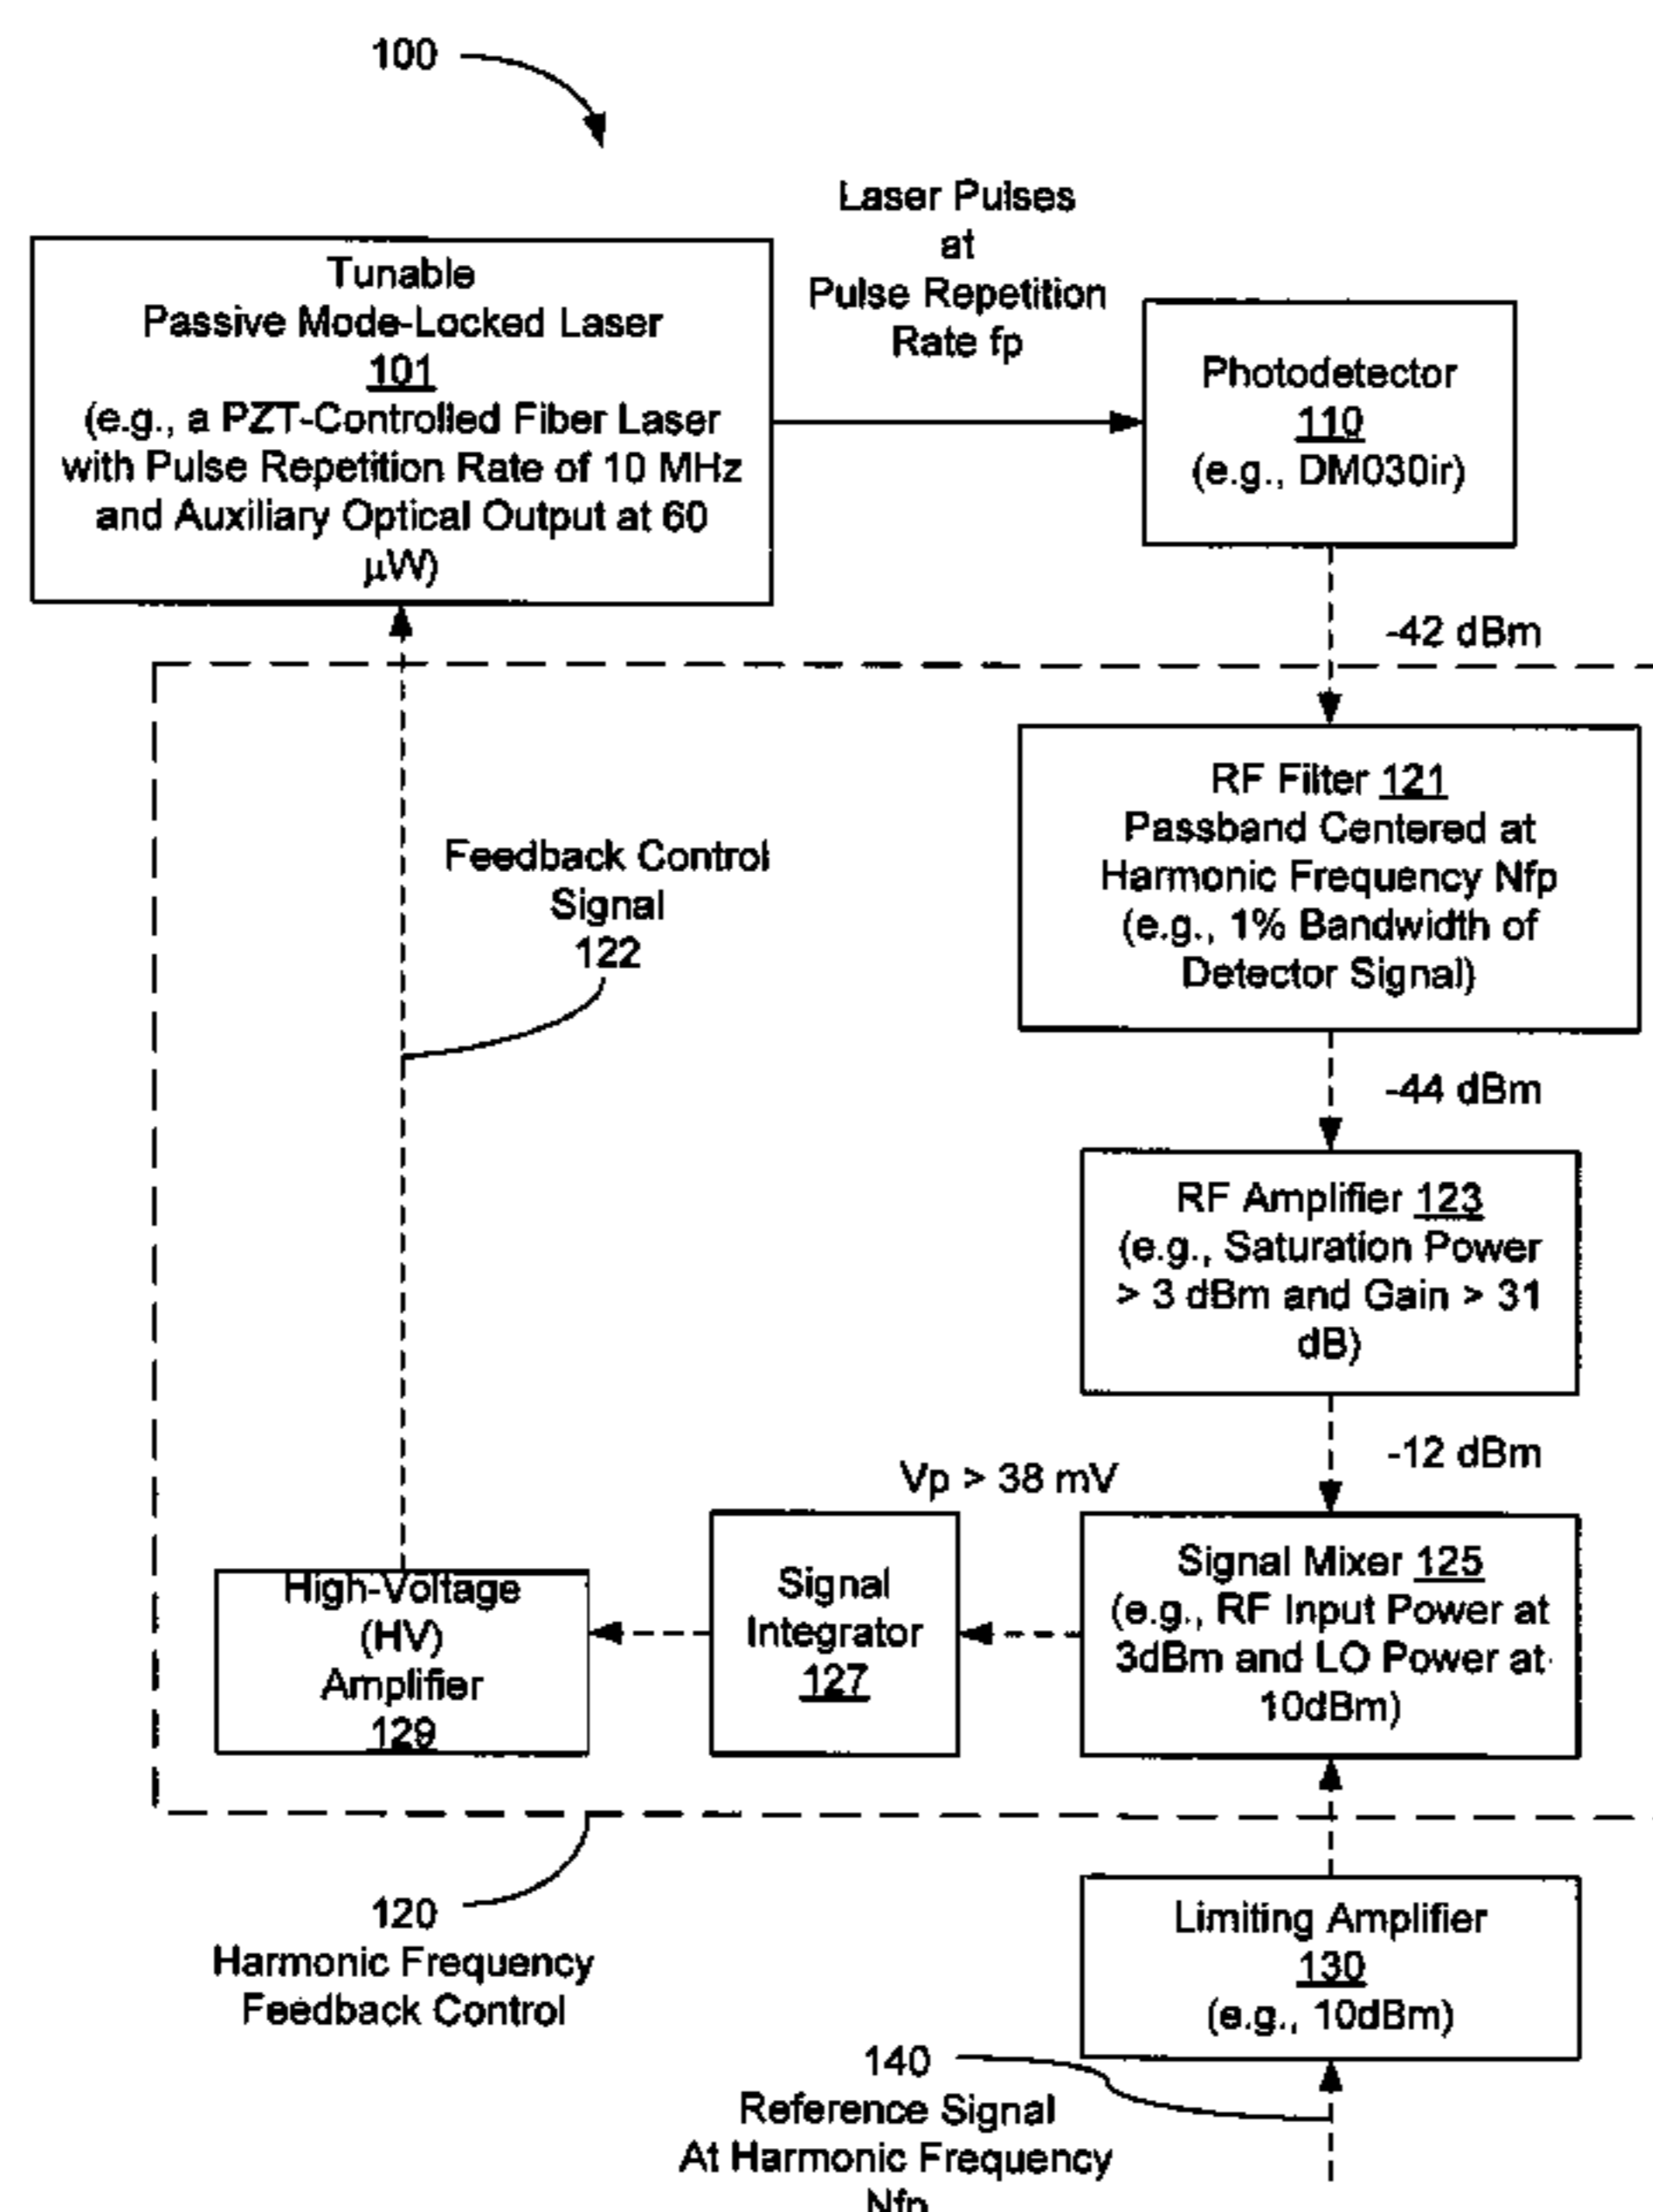 100
Laser Pulses
at
Pulse Repetition
Rate fp
Tunable
Passive Mode-Locked Laser
101
(e.g., a PZT-Controlled Fiber Laser
with Pulse Repetition Rate of 10 MHz
and Auxiliary Optical Output at 60
μW)
Photodetector
110
(e.g., DM030ir)
-42 dBm
RF Filter 121
Passband Centered at
Harmonic Frequency Nfp
(e.g., 1% Bandwidth of
Detector Signal)
Feedback Control
Signal
122
-44 dBm
RF Amplifier 123
(e.g., Saturation Power
> 3 dBm and Gain > 31
dB)
-12 dBm
Vp > 38 mV
Signal Mixer 125
(e.g., RF Input Power at
3dBm and LO Power at
10dBm)
Signal
Integrator
127
High-Voltage
(HV)
Amplifier
129
120
Harmonic Frequency
Feedback Control
Limiting Amplifier
130
(e.g., 10dBm)
140
Reference Signal
At Harmonic Frequency
Nfp